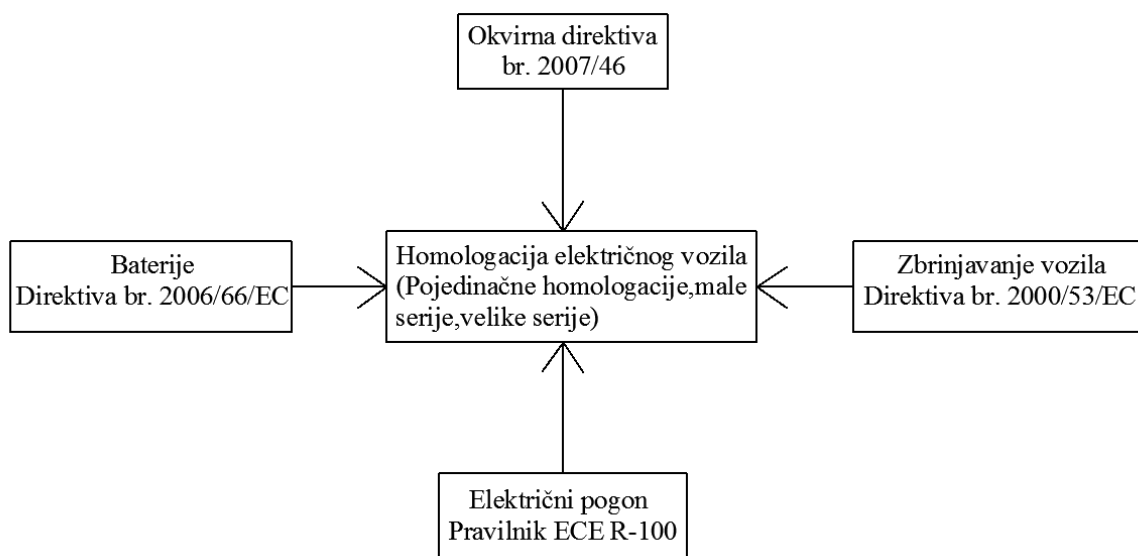 Okvirna direktiva
br. 2007/46
Baterije
Direktiva br. 2006/66/EC
Homologacija električnog vozila
(Pojedinačne homologacije,male
serije,velike serije)
Zbrinjavanje vozila
Direktiva br. 2000/53/EC
Električni pogon
Pravilnik ECE R-100